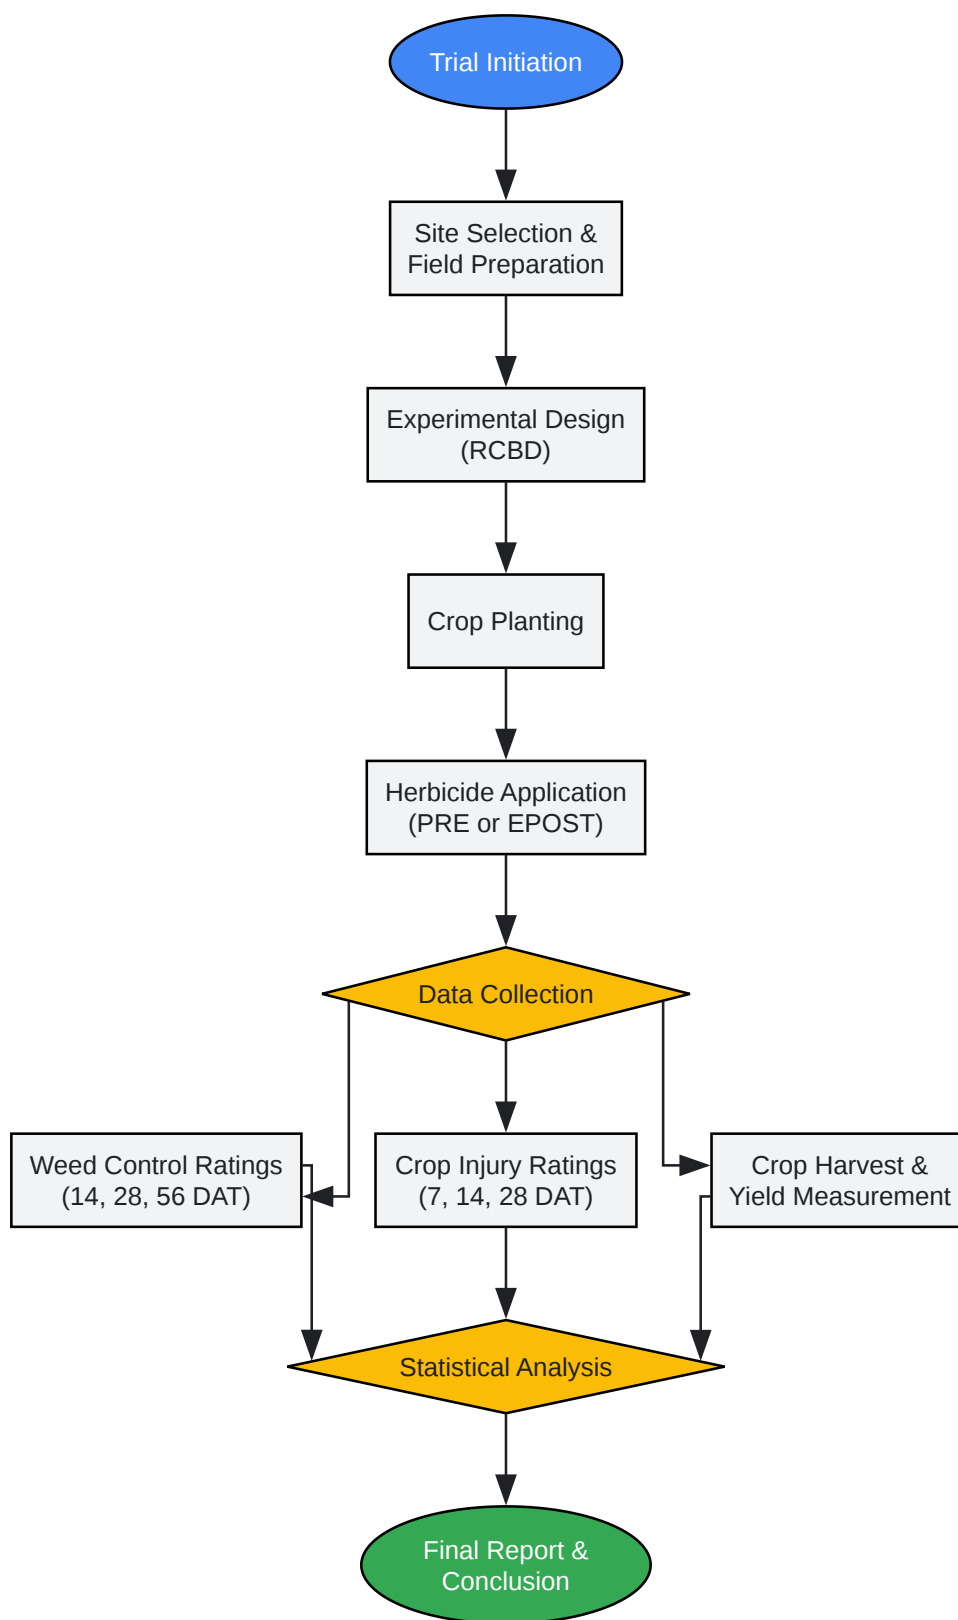 Trial Initiation
Site Selection &
Field Preparation
Experimental Design
(RCBD)
Crop Planting
Herbicide Application
(PRE or EPOST)
Data Collection
Weed Control Ratings
(14, 28, 56 DAT)
Crop Injury Ratings
(7, 14, 28 DAT)
Crop Harvest &
Yield Measurement
Statistical Analysis
Final Report &
Conclusion